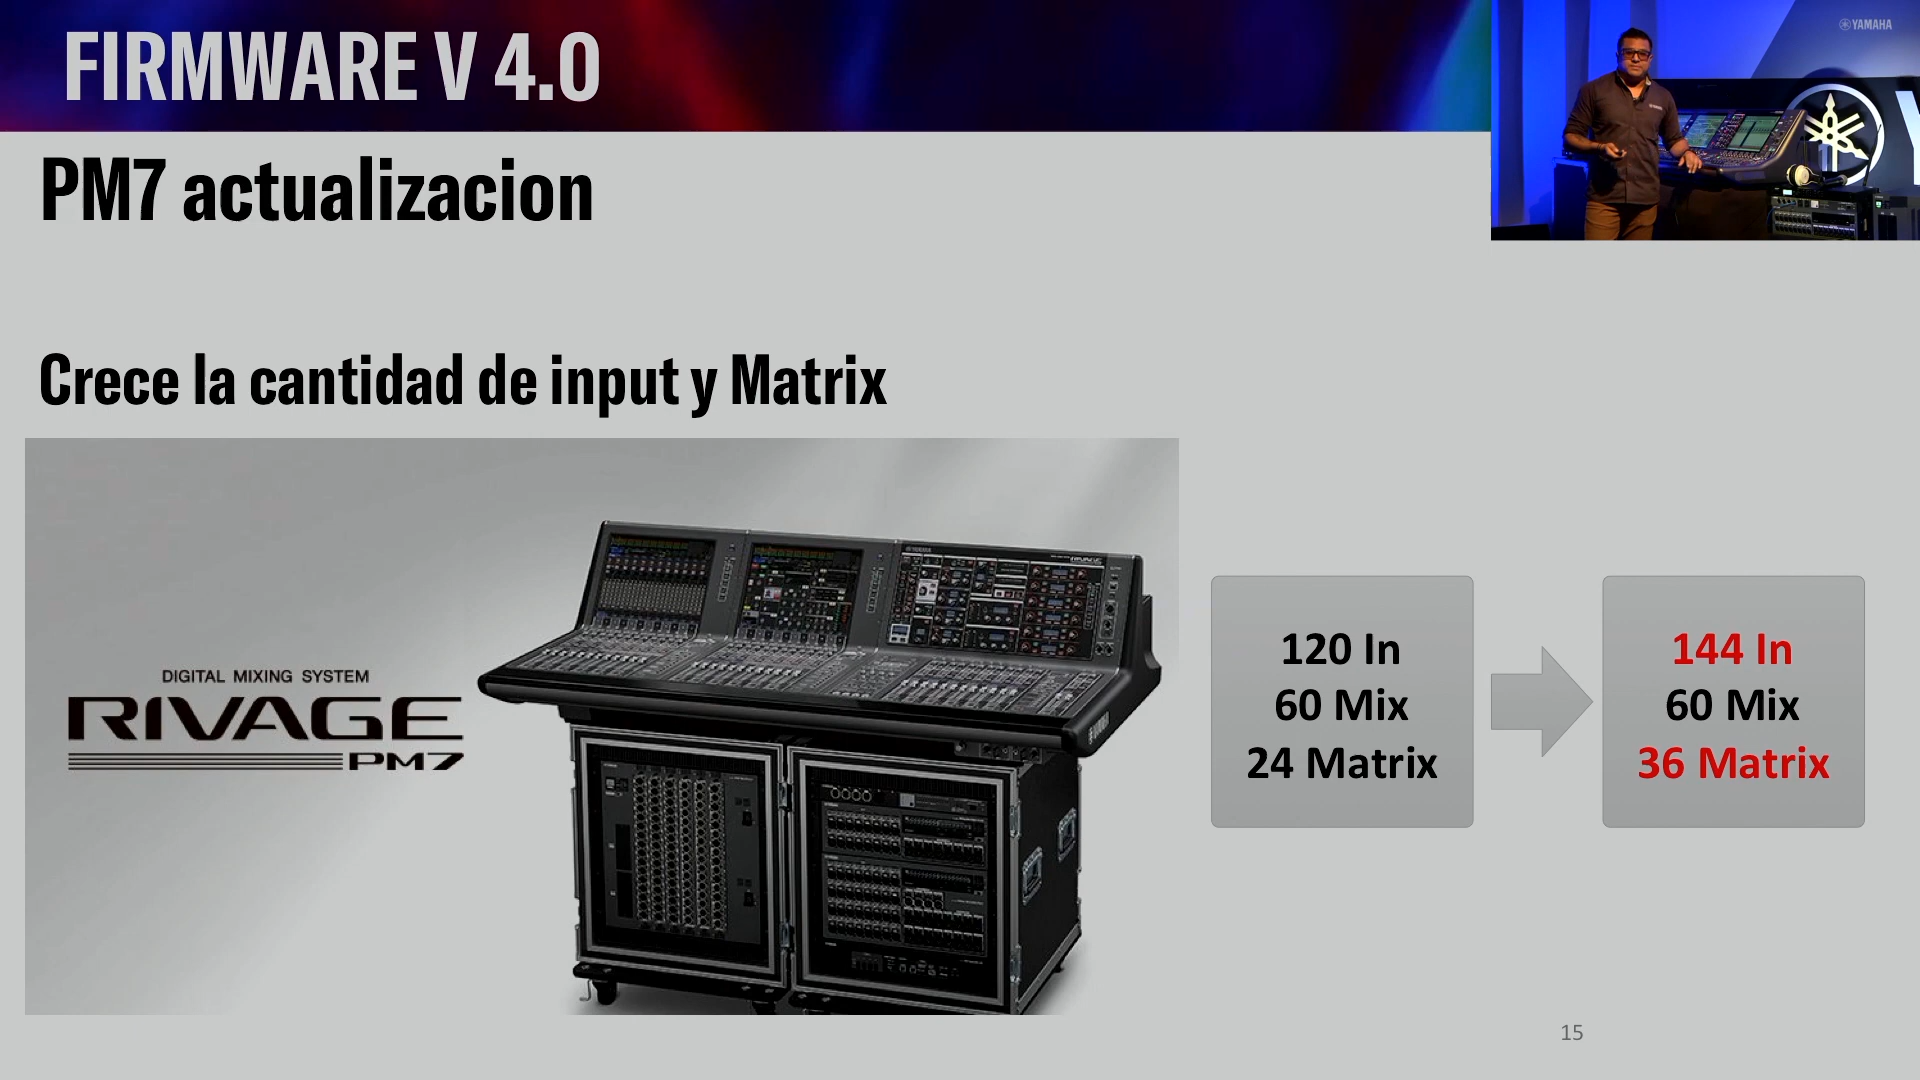 FIRMWARE V 4.0
YAMAHA
PM7 actualizacion
Crece la cantidad de input y Matrix
DIGITAL MIXING SYSTEM
RIVAGE
PM7
120 In
60 Mix
24 Matrix
144 In
60 Mix
36 Matrix
15